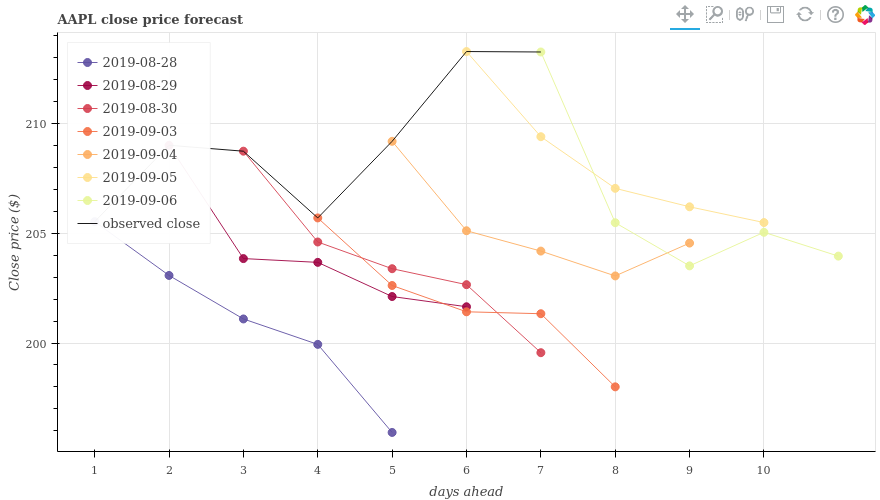 AAPL close price forecast
2019-08-28
2019-08-29
2019-08-30
2019-09-03
2019-09-04
2019-09-05
2019-09-06
observed close
210
205
200
Close price ($)
1 2 3 4 5 6 7 8 9 10
days ahead